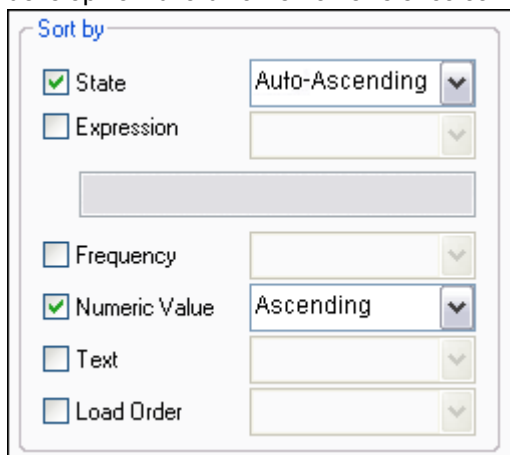 Sort by
State Auto-Ascending
Expression
Frequency
Numeric Value Ascending
Text
Load Order